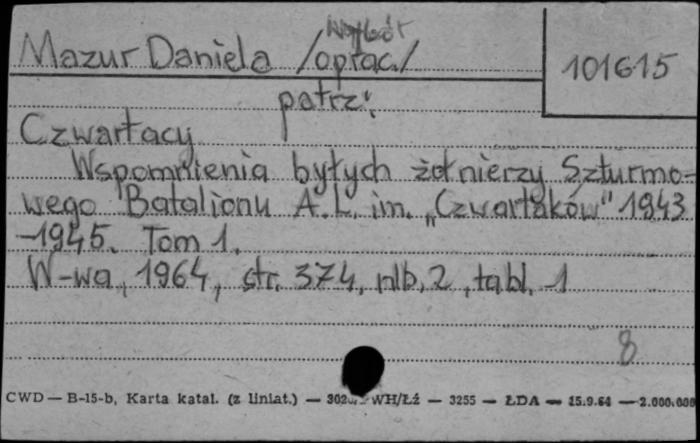 Wybór
Mazur Daniela /oprac./
101615
patrz:
Czwartacy
Wspomnienia byłych żołnierzy Szturmo-
wego Batalionu A.L. im. „Czwartaków" 1943
-1945. Tom 1.
W-wa, 1964, str. 374, nlb. 2, tabl. 1
8
CWD — B-15-b, Karta katal. (z liniat.) — WH/Łź — 3255 — ŁDA — 15.9.64 — 2.000.000